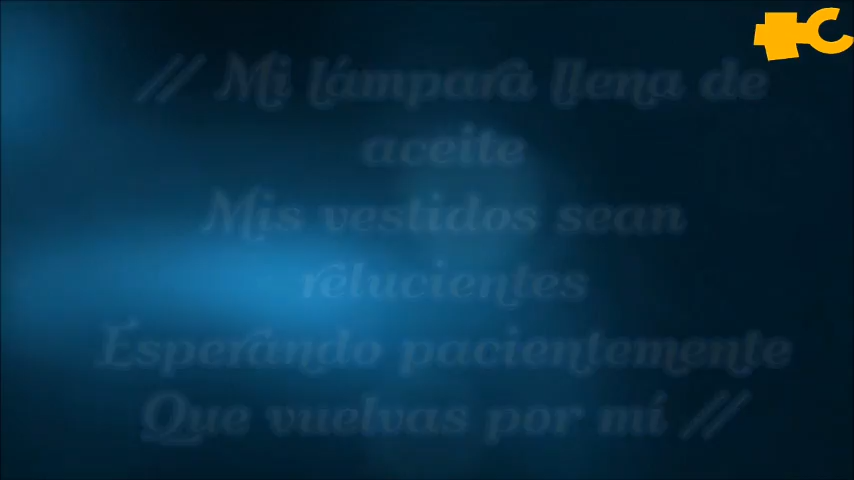 // Mi lámpara llena de
aceite
Mis vestidos sean
relucientes
Esperando pacientemente
Que vuelvas por mí //